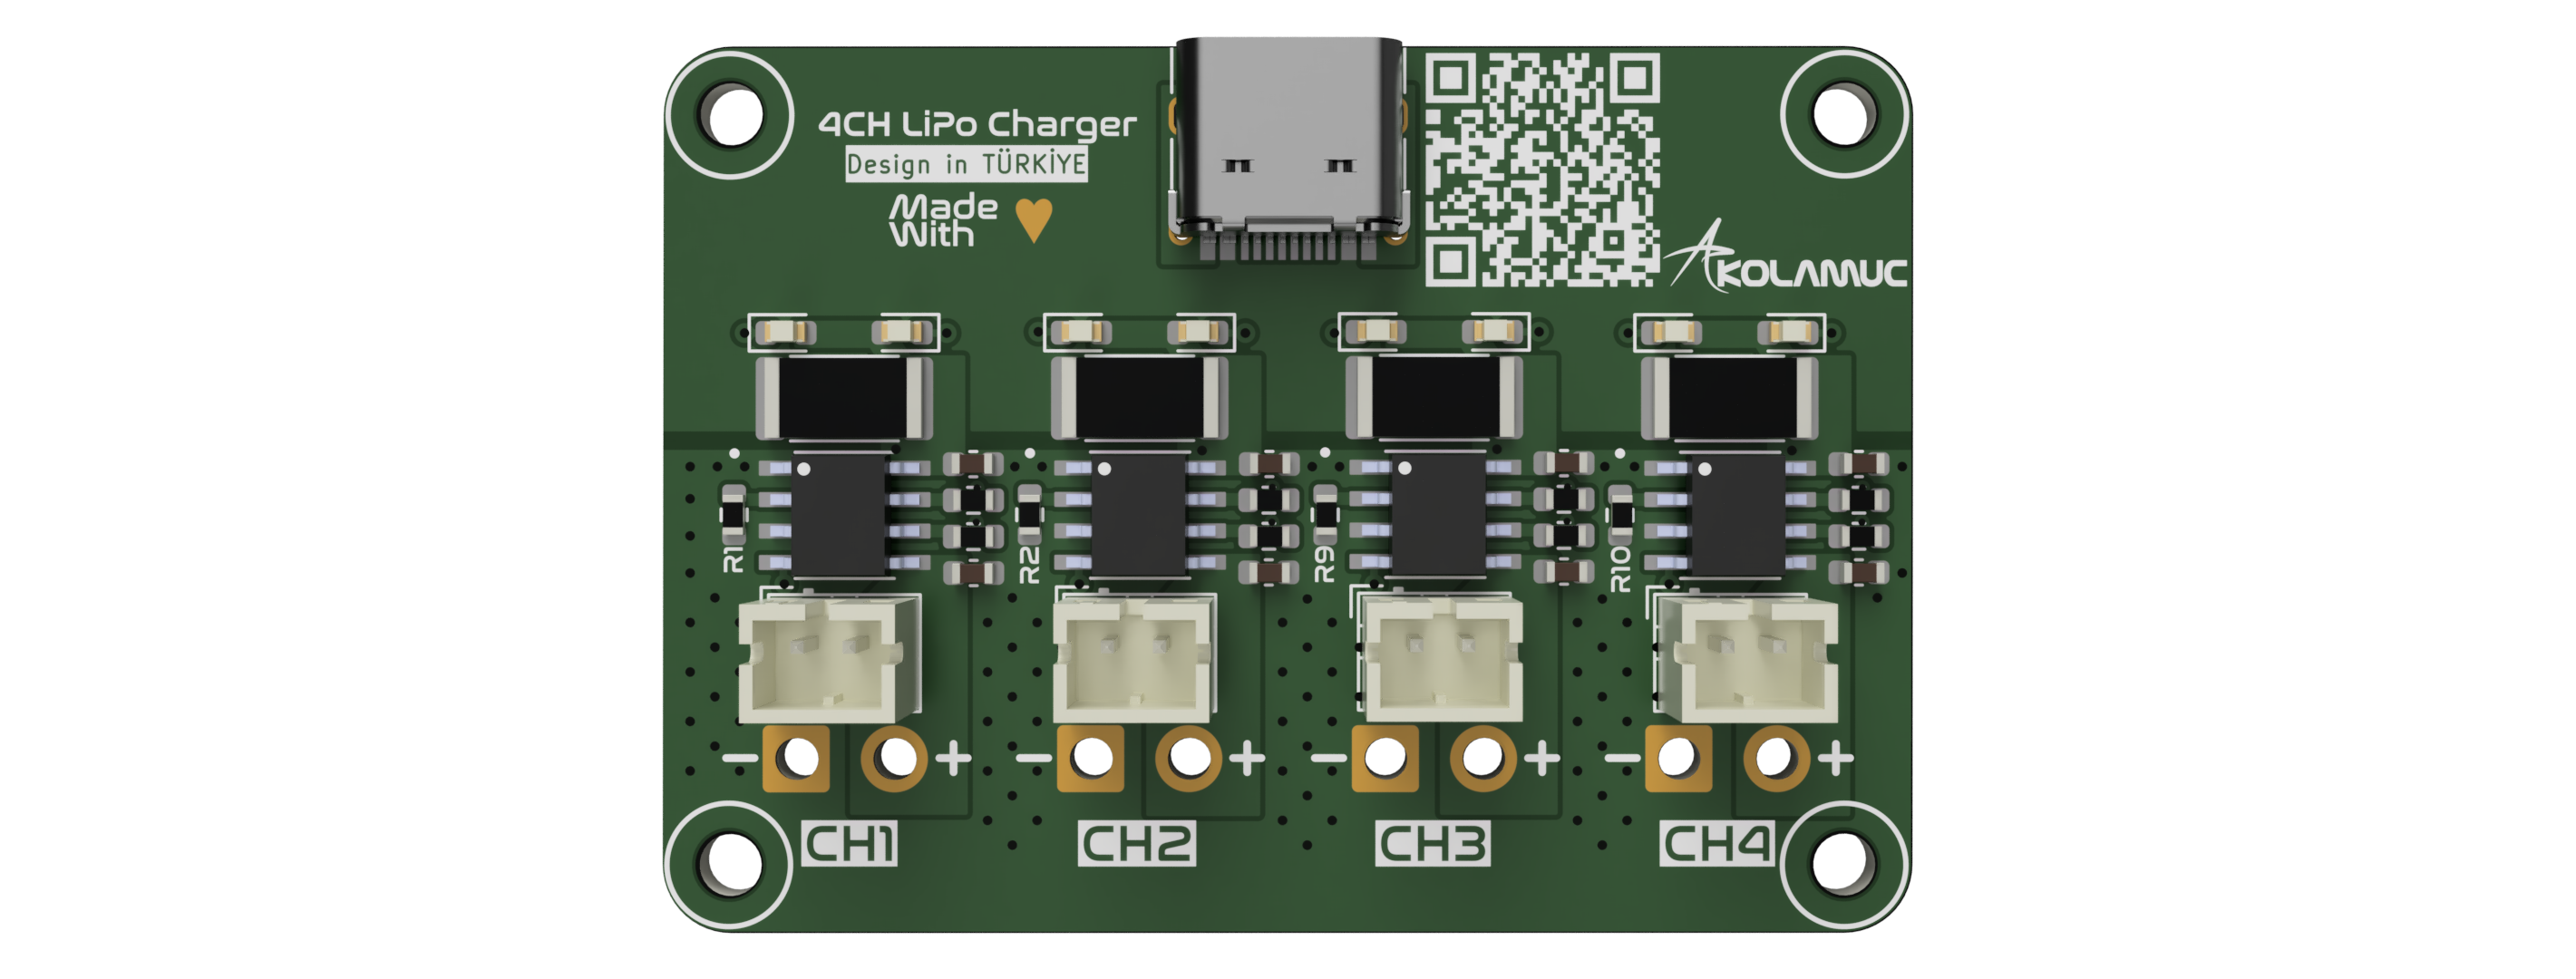 4CH LiPo Charger
Design in TÜRKİYE
Made
With
AKOLAMUC
R1
R2
R9
R10
- +
- +
- +
- +
CH1
CH2
CH3
CH4